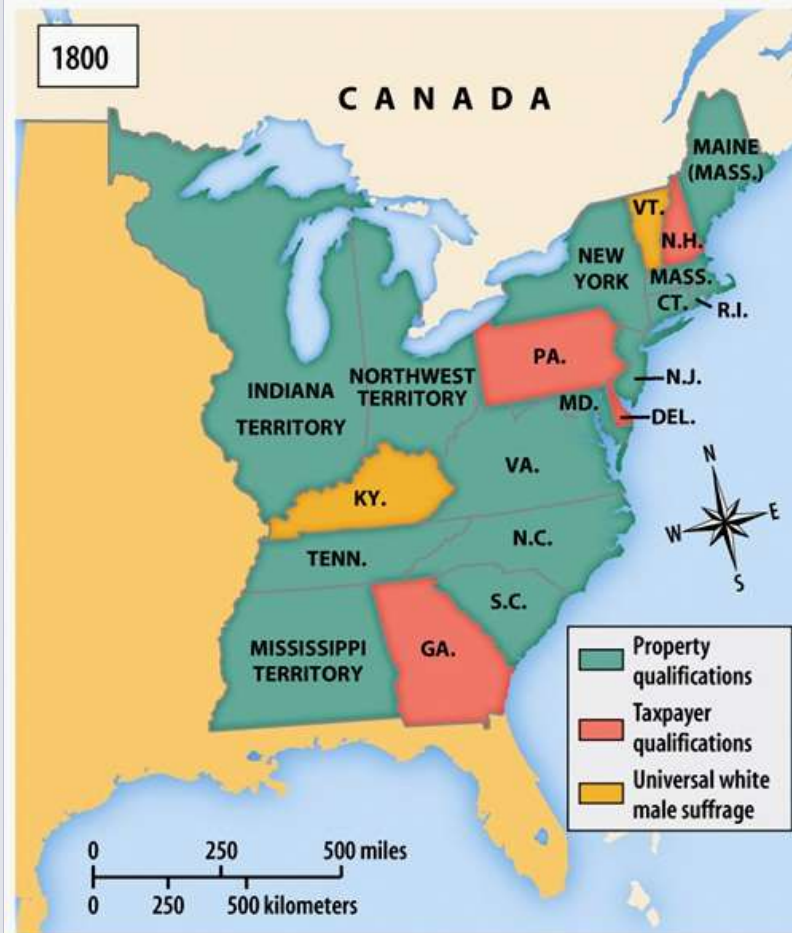 1800
CANADA
MAINE
(MASS.)
VT.
N.H.
NEW
YORK
MASS.
CT.
R.I.
PA.
N.J.
NORTHWEST
TERRITORY
INDIANA
TERRITORY
MD.
DEL.
VA.
KY.
N
E
W
S
N.C.
TENN.
S.C.
MISSISSIPPI
TERRITORY
GA.
Property
qualifications
Taxpayer
qualifications
Universal white
male suffrage
0 250 500 miles
0 250 500 kilometers